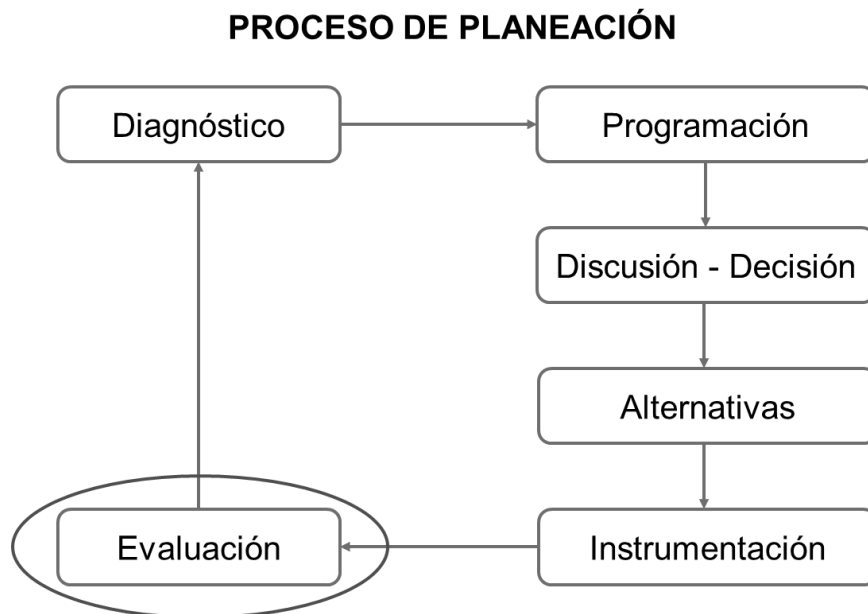 PROCESO DE PLANEACIÓN
Diagnóstico
Programación
Discusión - Decisión
Alternativas
Instrumentación
Evaluación